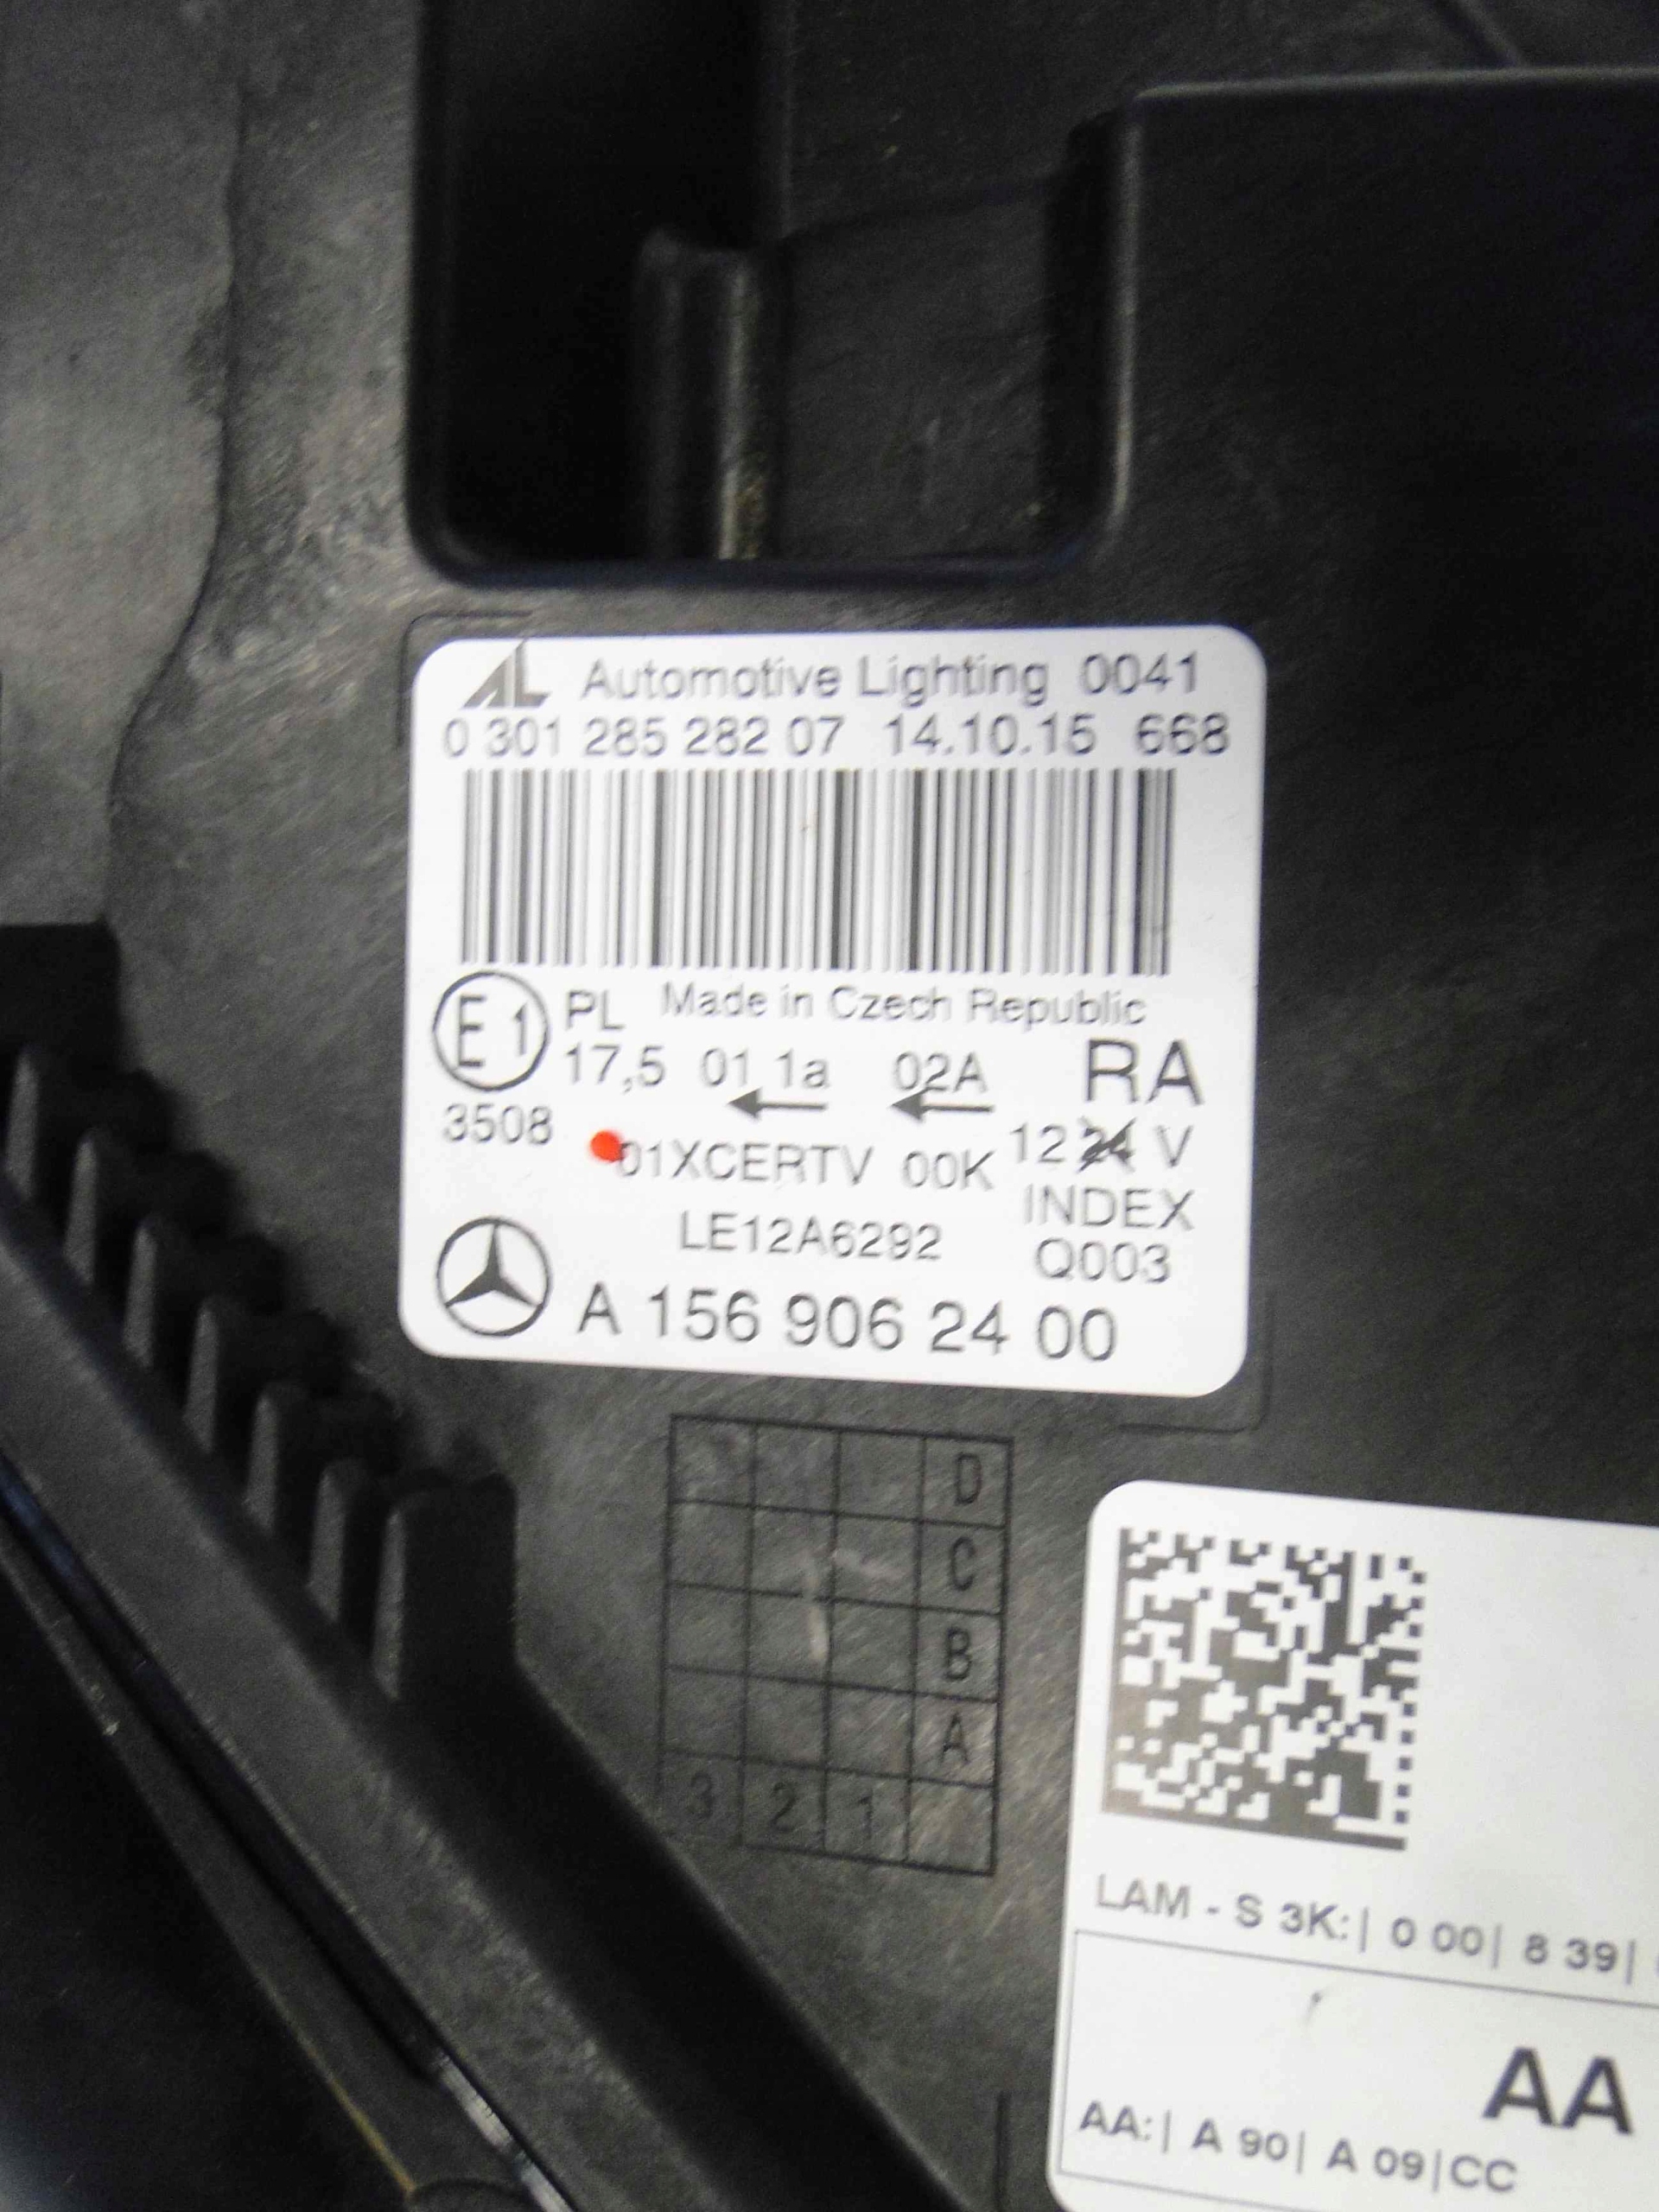 AL Automotive Lighting 0041
0 301 285 282 07 14.10.15 668
E1 PL Made in Czech Republic
17,5 01 1a 02A RA
3508 01XCERTV 00K 12 24 V
LE12A6292 INDEX
Q003
A 156 906 24 00
D
C
B
A
3 2 1
LAM - S 3K:| 0 00| 8 39|
AA
AA:| A 90| A 09|CC